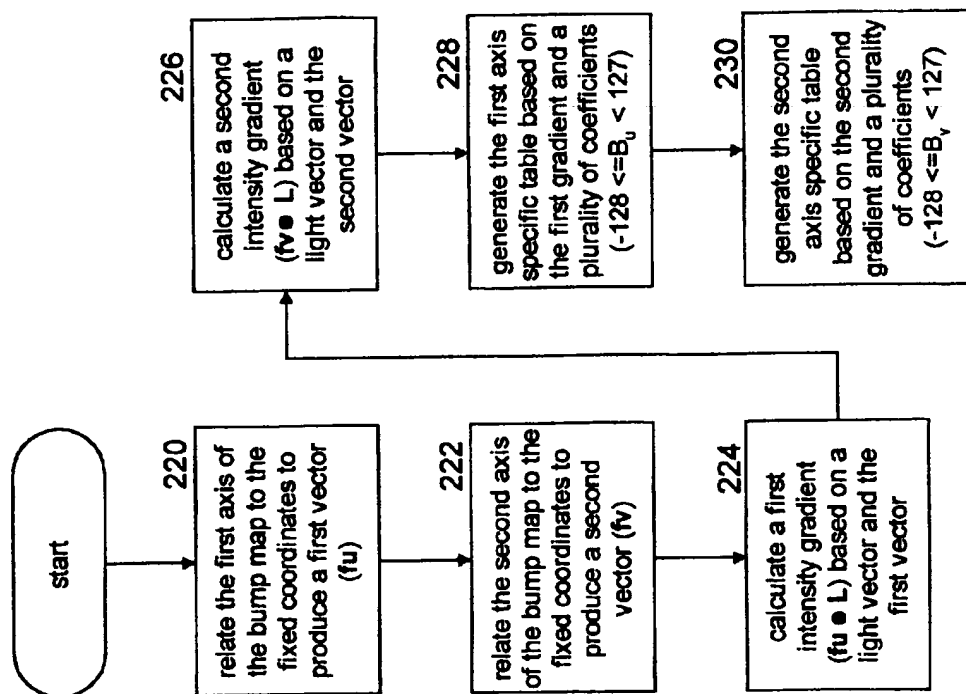 start
220
relate the first axis of
the bump map to the
fixed coordinates to
produce a first vector
(fu)
222
relate the second axis
of the bump map to the
fixed coordinates to
produce a second
vector (fv)
224
calculate a first
intensity gradient
(fu ● L) based on a
light vector and the
first vector
226
calculate a second
intensity gradient
(fv● L) based on a
light vector and the
second vector
228
generate the first axis
specific table based on
the first gradient and a
plurality of coefficients
(-128 <=Bu < 127)
230
generate the second
axis specific table
based on the second
gradient and a plurality
of coefficients
(-128 <=Bv < 127)